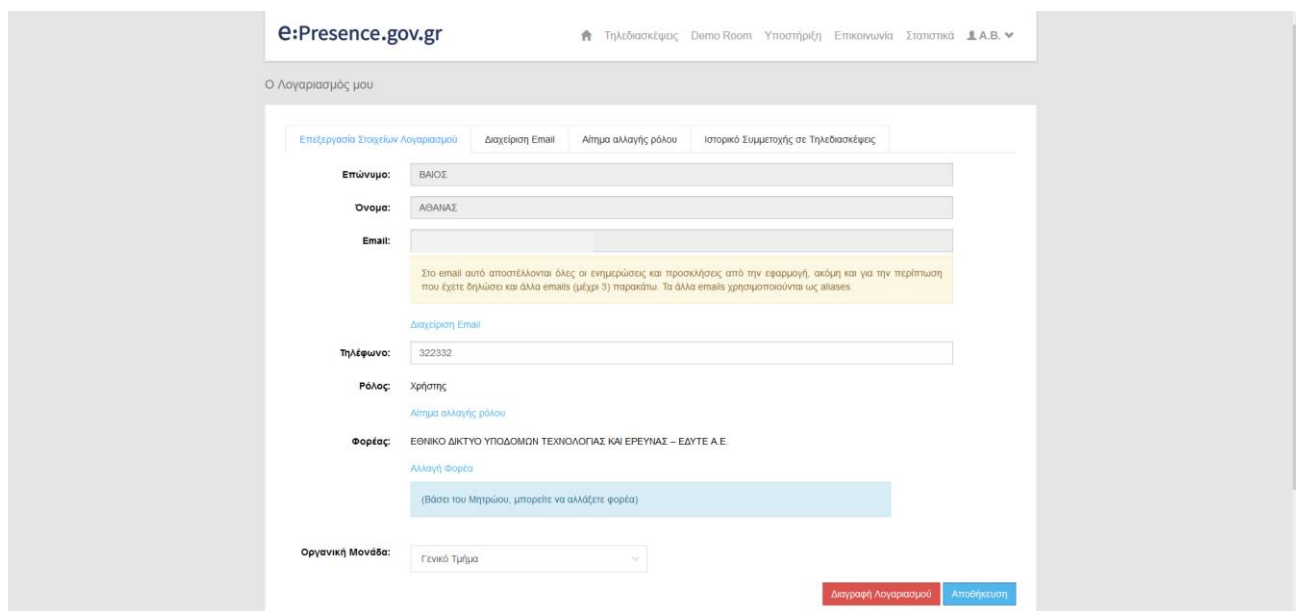 e:Presence.gov.gr
Τηλεδιασκέψεις Demo Room Υποστήριξη Επικοινωνία Στατιστικά Α.Β.
Ο Λογαριασμός μου
Επεξεργασία Στοιχείων Λογαριασμού Διαχείριση Email Αίτημα αλλαγής ρόλου Ιστορικό Συμμετοχής σε Τηλεδιασκέψεις
Επώνυμο: ΒΑΙΟΣ
Όνομα: ΑΘΑΝΑΣ
Email:
Στο email αυτό αποστέλλονται όλες οι ενημερώσεις και προσκλήσεις από την εφαρμογή, ακόμη και για την περίπτωση
που έχετε δηλώσει και άλλα emails (μέχρι 3) παρακάτω. Τα άλλα emails χρησιμοποιούνται ως aliases.
Διαχείριση Email
Τηλέφωνο: 322332
Ρόλος: Χρήστης
Αίτημα αλλαγής ρόλου
Φορέας: ΕΘΝΙΚΟ ΔΙΚΤΥΟ ΥΠΟΔΟΜΩΝ ΤΕΧΝΟΛΟΓΙΑΣ ΚΑΙ ΕΡΕΥΝΑΣ – ΕΔΥΤΕ Α.Ε.
Αλλαγή Φορέα
(Βάσει του Μητρώου, μπορείτε να αλλάξετε φορέα)
Οργανική Μονάδα: Γενικό Τμήμα
Διαγραφή Λογαριασμού Αποθήκευση